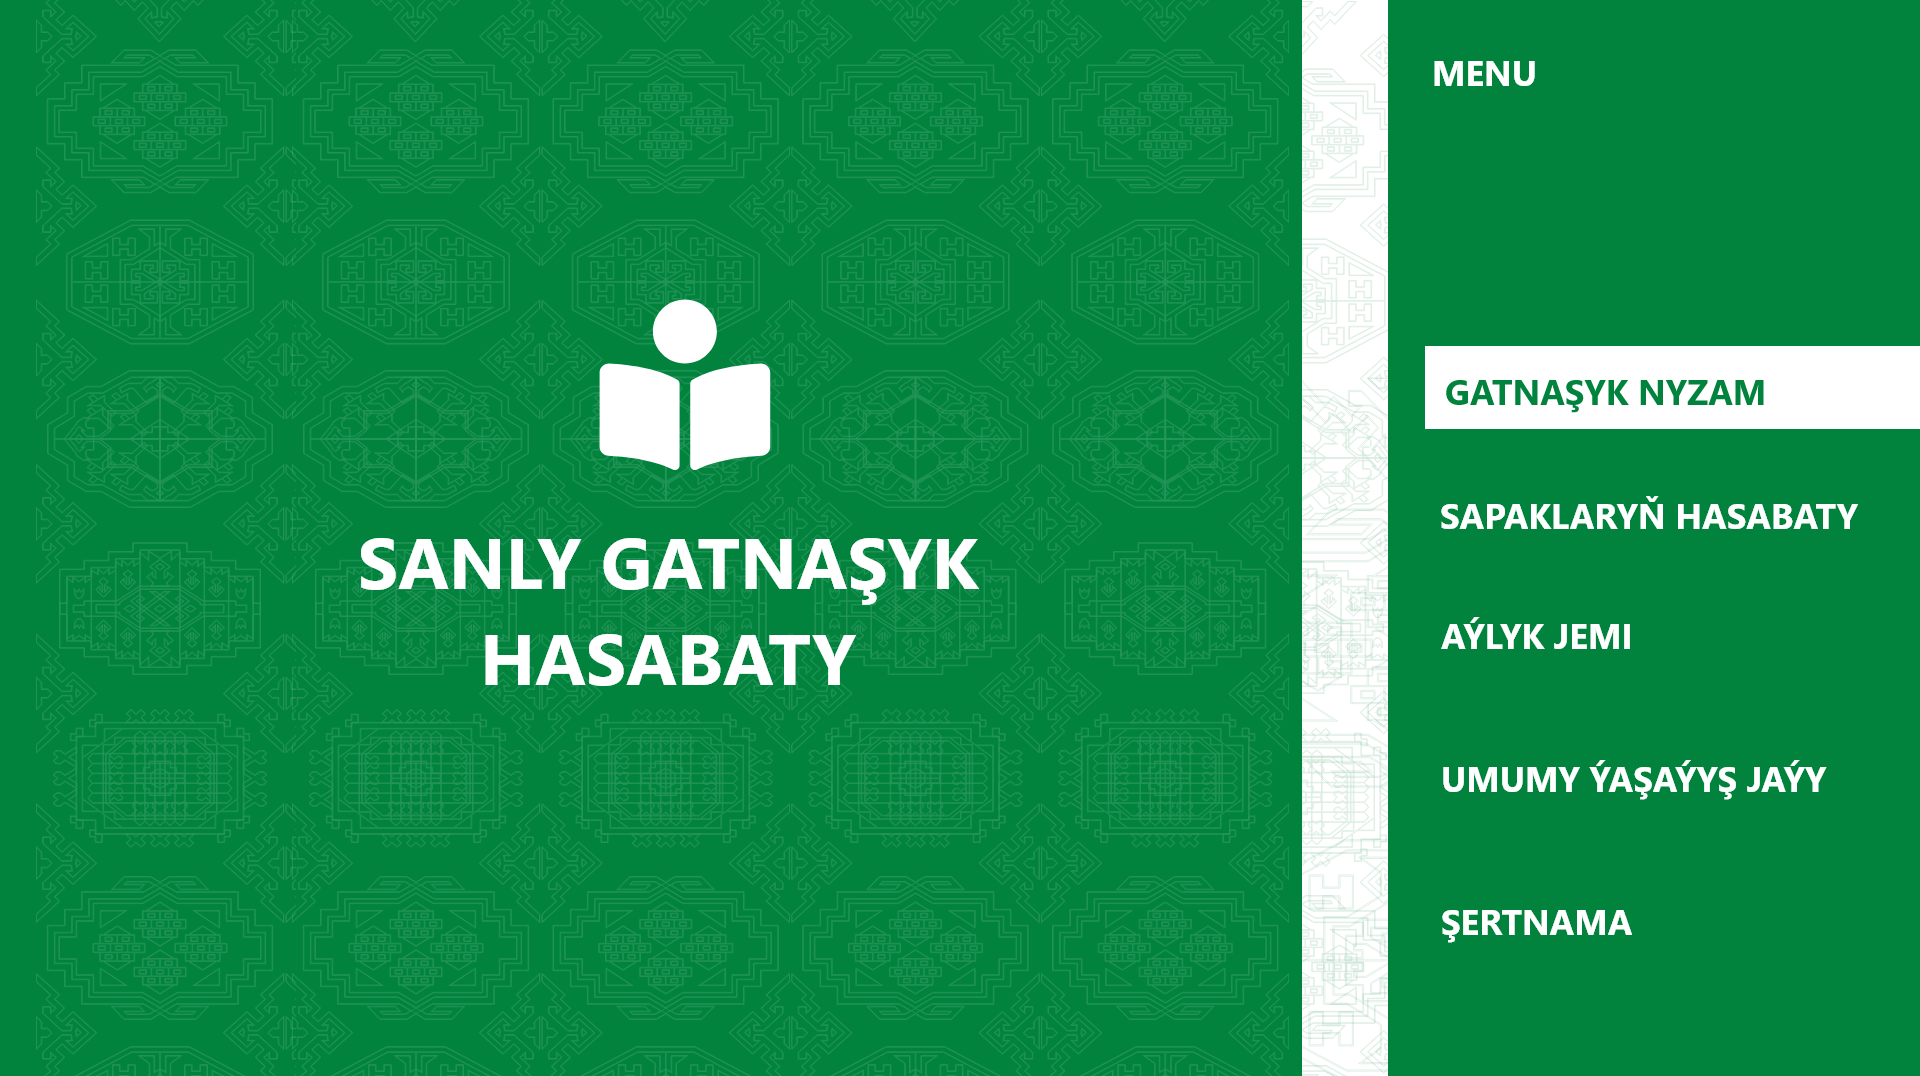 SANLY GATNAŞYK
HASABATY
MENU
GATNAŞYK NYZAM
SAPAKLARYŇ HASABATY
AÝLYK JEMI
UMUMY ÝAŞAÝYŞ JAÝY
ŞERTNAMA